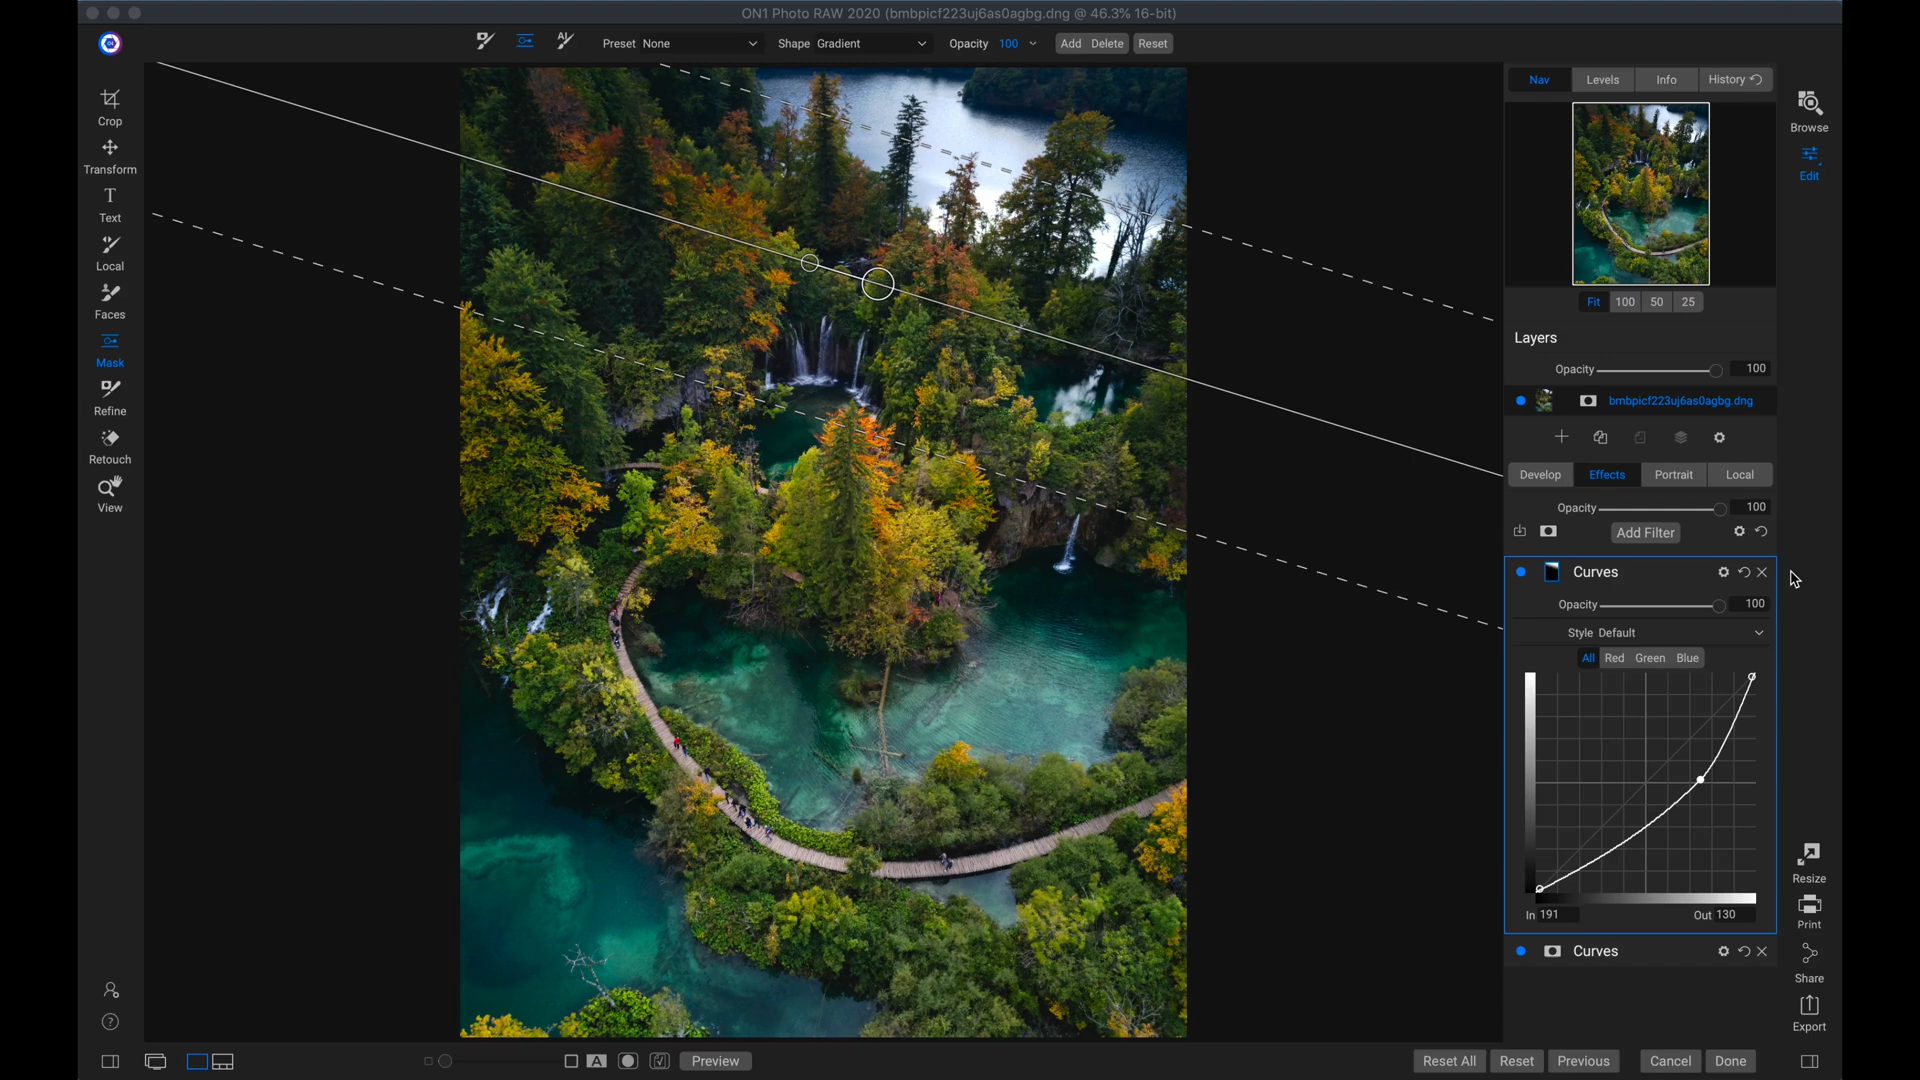 ON1 Photo RAW 2020 (bmbpicf223uj6as0agbg.dng @ 46.3% 16-bit)
Preset None Shape Gradient Opacity 100 Add Delete Reset
Crop
Transform
Text
Local
Faces
Mask
Refine
Retouch
View
Nav Levels Info History
Fit 100 50 25
Layers
Opacity 100
bmbpicf223uj6as0agbg.dng
Develop Effects Portrait Local
Opacity 100
Add Filter
Curves
Opacity 100
Style Default
All Red Green Blue
In 191 Out 130
Curves
Browse
Edit
Resize
Print
Share
Export
A Preview Reset All Reset Previous Cancel Done